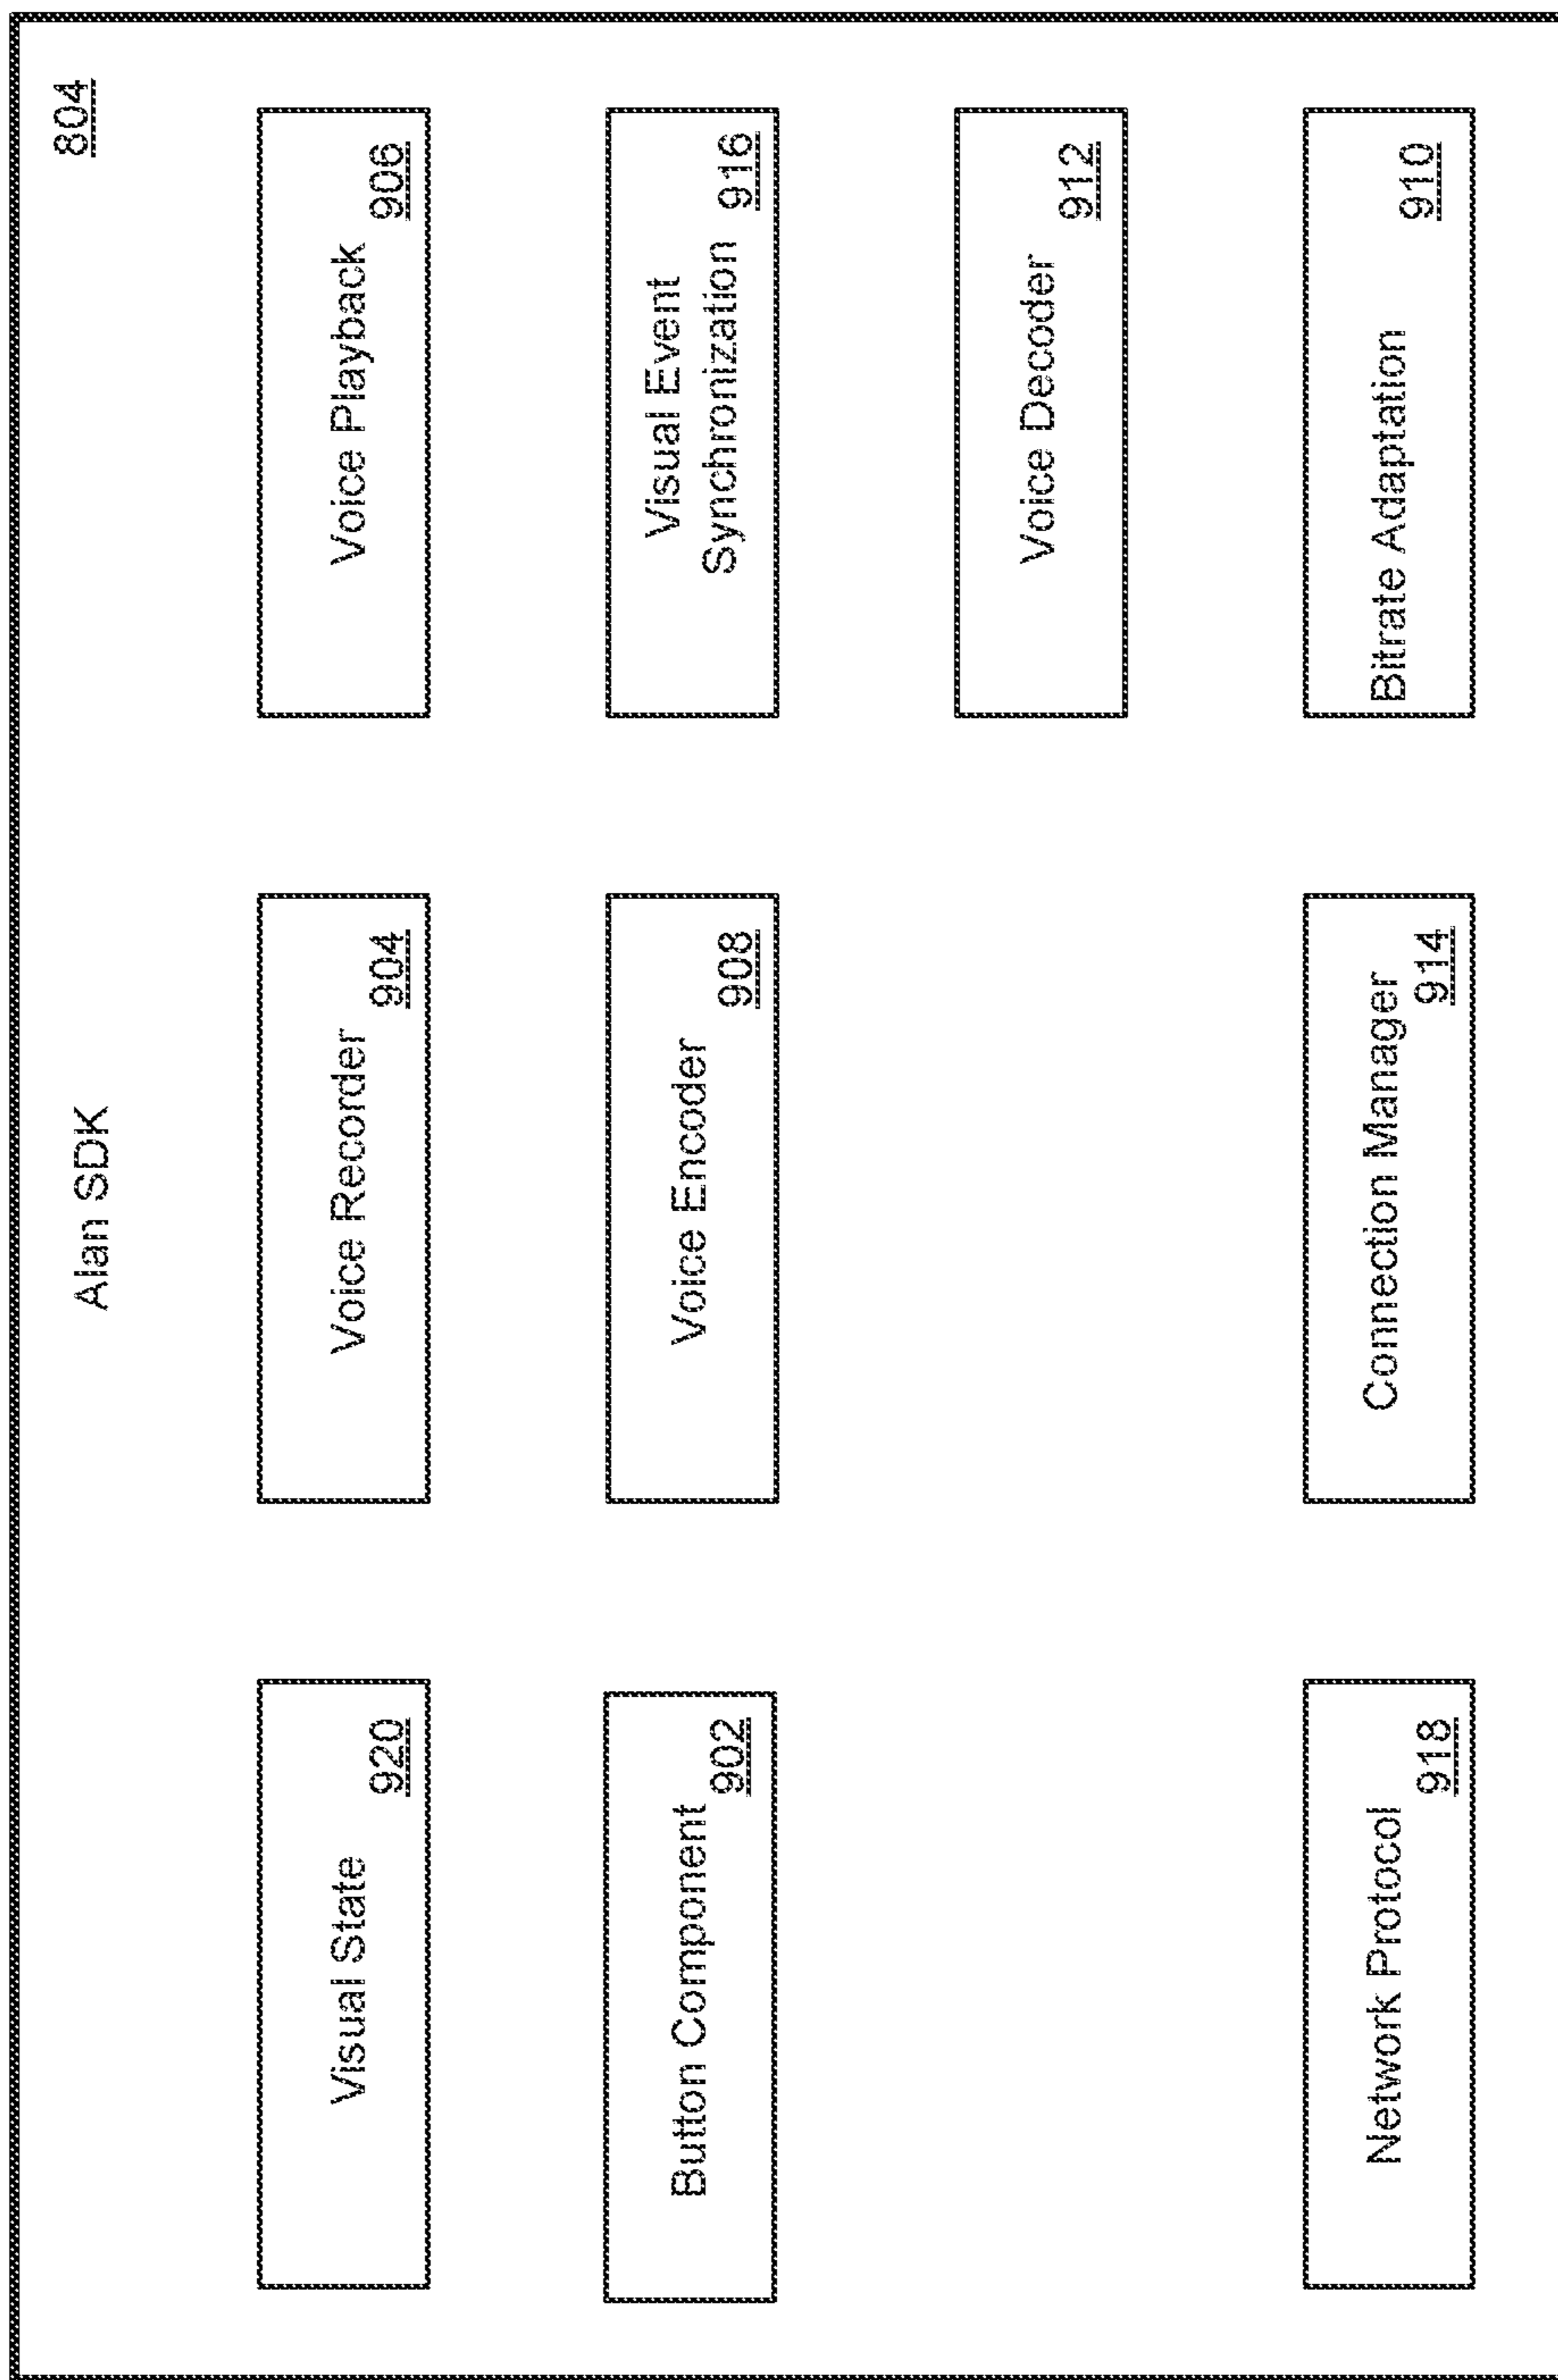 Alan SDK
804
Visual State
920
Voice Recorder
904
Voice Playback
906
Button Component
902
Voice Encoder
908
Visual Event
Synchronization
916
Voice Decoder
912
Network Protocol
918
Connection Manager
914
Bitrate Adaptation
910